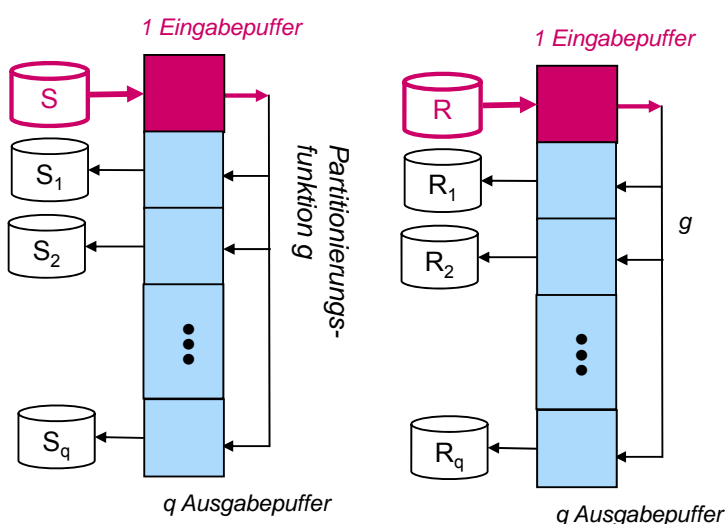 1 Eingabepuffer
S
S1
S2
Sq
Partitionierungs-
funktion g
q Ausgabepuffer
1 Eingabepuffer
R
R1
R2
Rq
g
q Ausgabepuffer